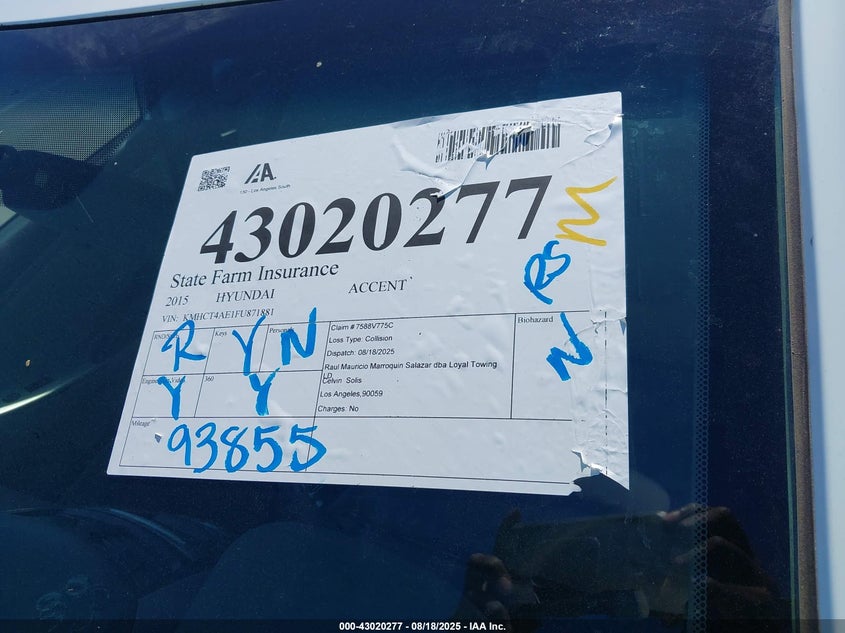 IAA
130 - Los Angeles South
43020277
M
State Farm Insurance
RS
2015 HYUNDAI ACCENT
VIN: KMHCT4AE1FU871881
Keys
R
Y
N
Claim # 7588V775C
Loss Type: Collision
Dispatch: 08/18/2025
Raul Mauricio Marroquin Salazar dba Loyal Towing
LD
Celvin Solis
Los Angeles,90059
Charges: No
Biohazard
N
360
Y
Y
Mileage
93855
000-43020277 - 08/18/2025 - IAA Inc.